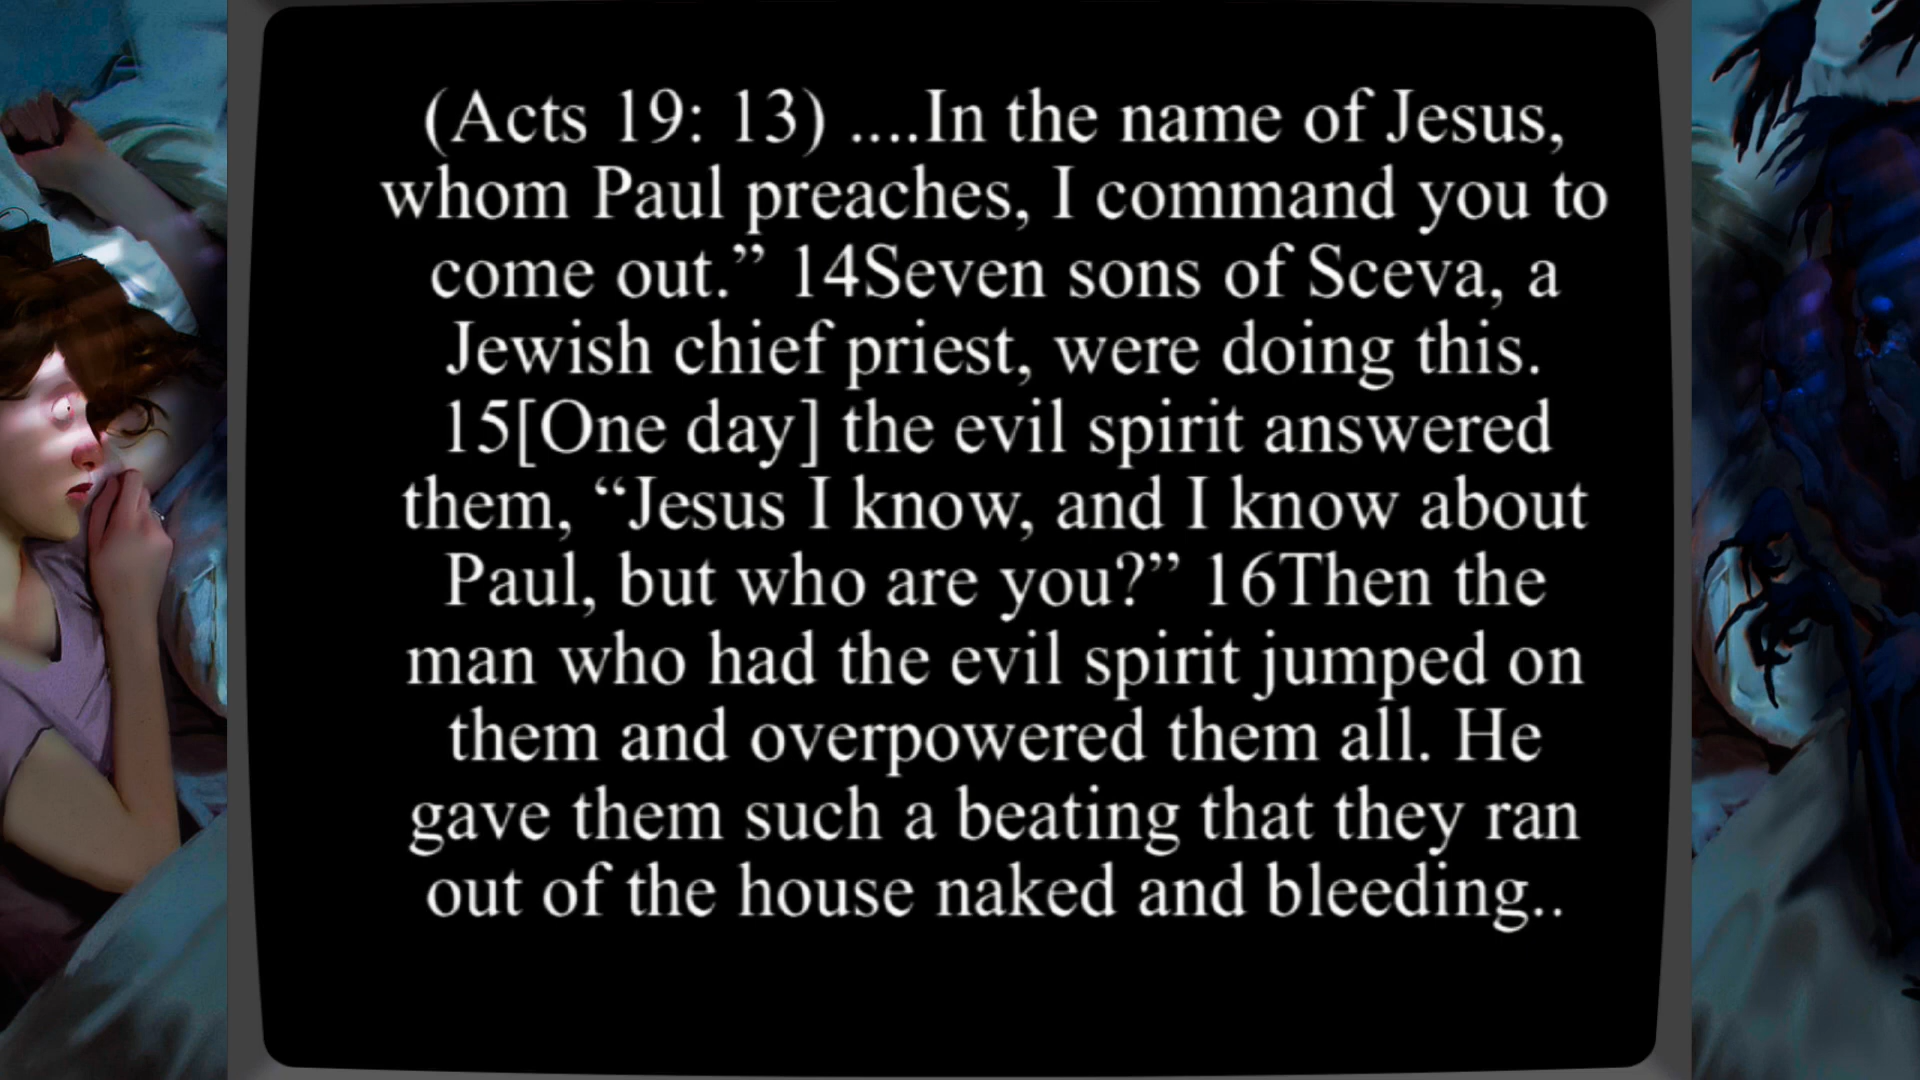 (Acts 19: 13) ....In the name of Jesus,
whom Paul preaches, I command you to
come out.” 14Seven sons of Sceva, a
Jewish chief priest, were doing this.
15[One day] the evil spirit answered
them, “Jesus I know, and I know about
Paul, but who are you?” 16Then the
man who had the evil spirit jumped on
them and overpowered them all. He
gave them such a beating that they ran
out of the house naked and bleeding..